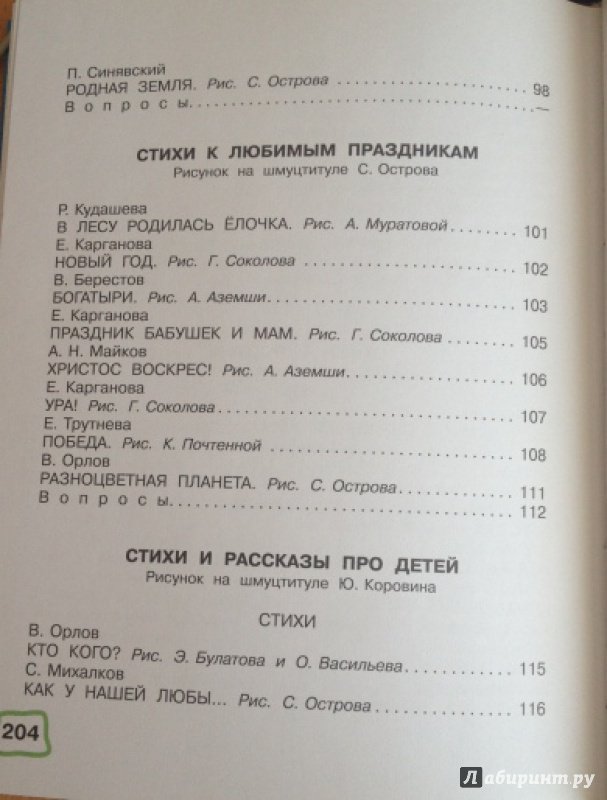 П. Синявский
РОДНАЯ ЗЕМЛЯ. Рис. С. Острова . . . . . . . . . . . . . . . . . . . . 98
Вопросы. . . . . . . . . . . . . . . . . . . . . . . . . . . . . . . . . . . —
СТИХИ К ЛЮБИМЫМ ПРАЗДНИКАМ
Рисунок на шмуцтитуле С. Острова
Р. Кудашева
В ЛЕСУ РОДИЛАСЬ ЁЛОЧКА. Рис. А. Муратовой . . . . . . . . 101
Е. Карганова
НОВЫЙ ГОД. Рис. Г. Соколова . . . . . . . . . . . . . . . . . . . . 102
В. Берестов
БОГАТЫРИ. Рис. А. Аземши. . . . . . . . . . . . . . . . . . . . . . 103
Е. Карганова
ПРАЗДНИК БАБУШЕК И МАМ. Рис. Г. Соколова . . . . . . . . . 105
А. Н. Майков
ХРИСТОС ВОСКРЕС! Рис. А. Аземши. . . . . . . . . . . . . . . . 106
Е. Карганова
УРА! Рис. Г. Соколова. . . . . . . . . . . . . . . . . . . . . . . . . . 107
Е. Трутнева
ПОБЕДА. Рис. К. Почтенной . . . . . . . . . . . . . . . . . . . . . . 108
В. Орлов
РАЗНОЦВЕТНАЯ ПЛАНЕТА. Рис. С. Острова. . . . . . . . . . . . 111
Вопросы. . . . . . . . . . . . . . . . . . . . . . . . . . . . . . . . . . . 112
СТИХИ И РАССКАЗЫ ПРО ДЕТЕЙ
Рисунок на шмуцтитуле Ю. Коровина
СТИХИ
В. Орлов
КТО КОГО? Рис. Э. Булатова и О. Васильева. . . . . . . . . . . . 115
С. Михалков
КАК У НАШЕЙ ЛЮБЫ... Рис. С. Острова . . . . . . . . . . . . . . 116
204
Лабиринт.ру